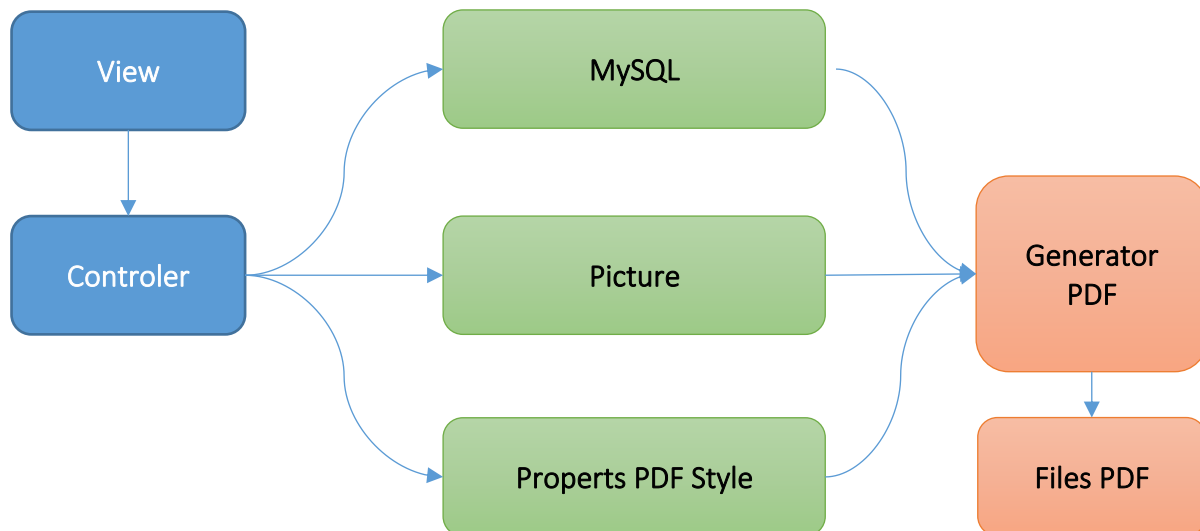 View
MySQL
Controler
Picture
Generator
PDF
Properts PDF Style
Files PDF